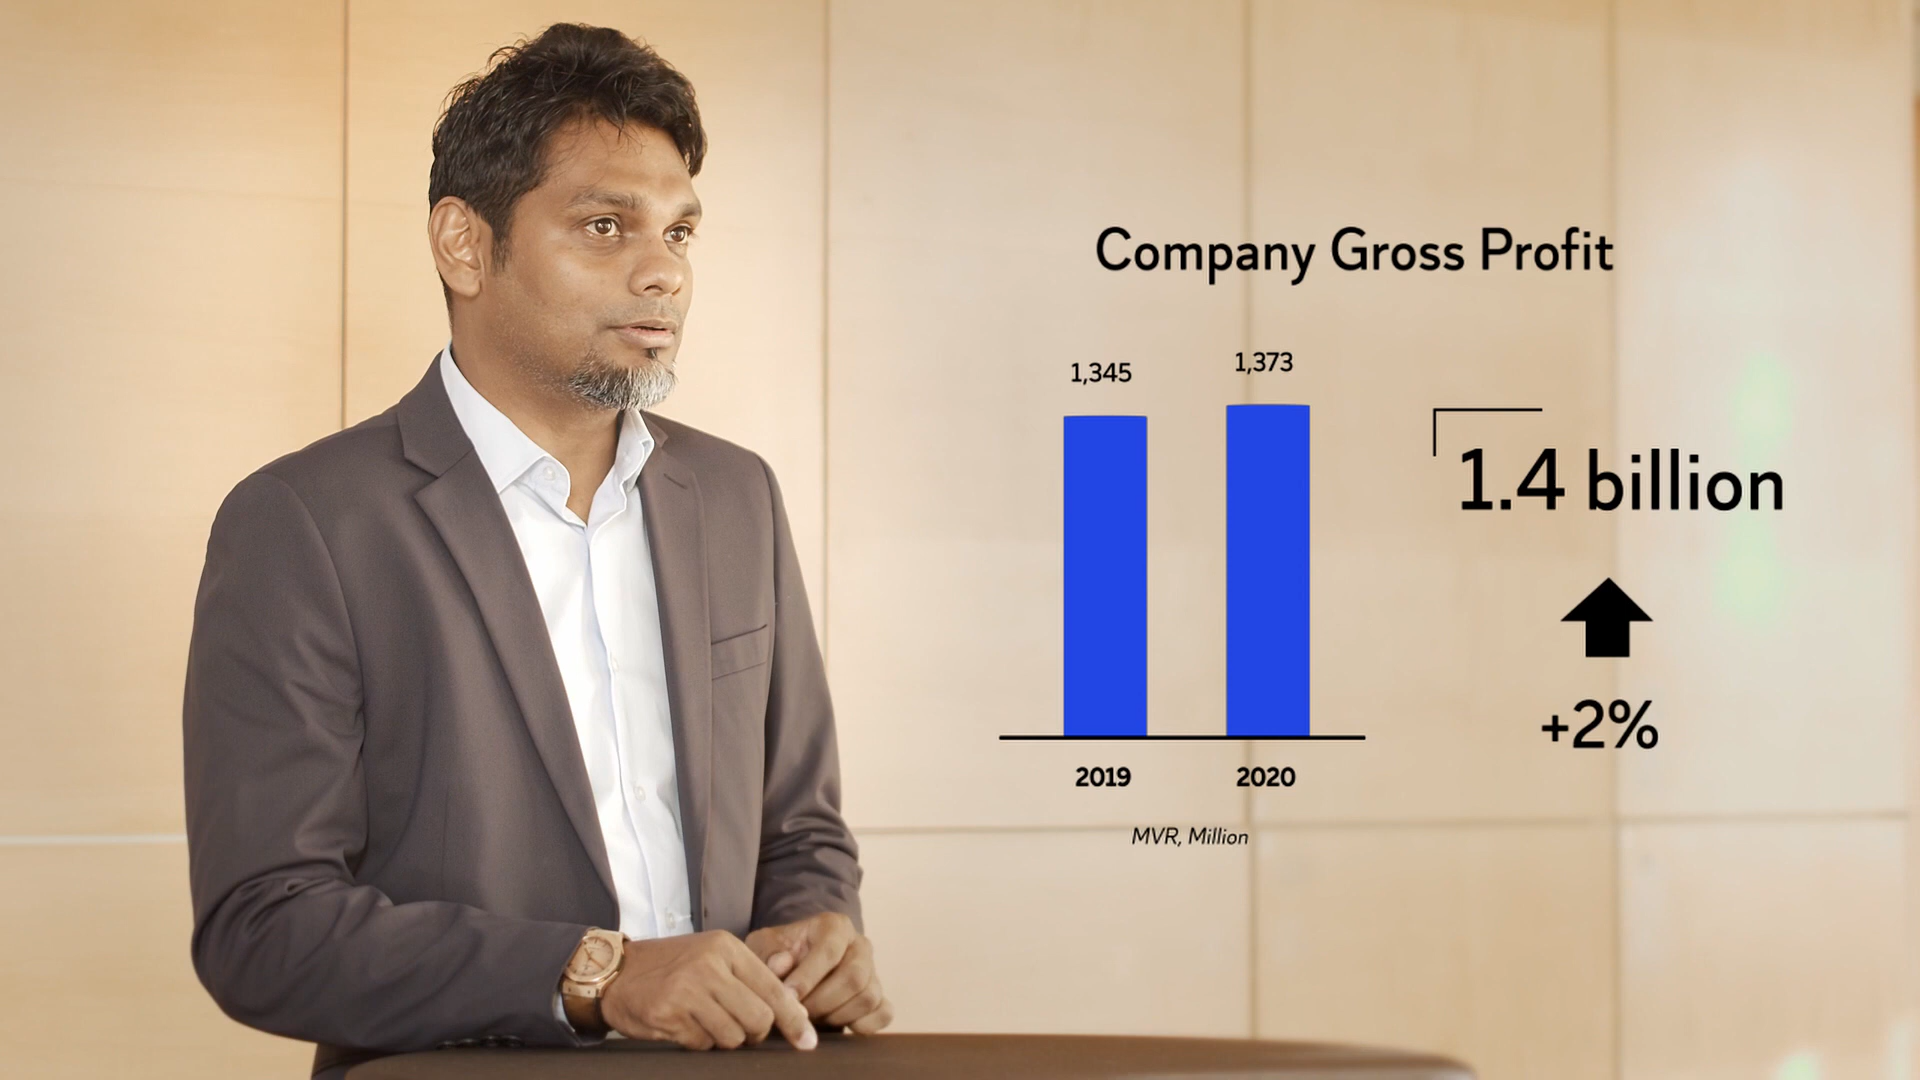 Company Gross Profit
1,345
1,373
1.4 billion
+2%
2019
2020
MVR, Million